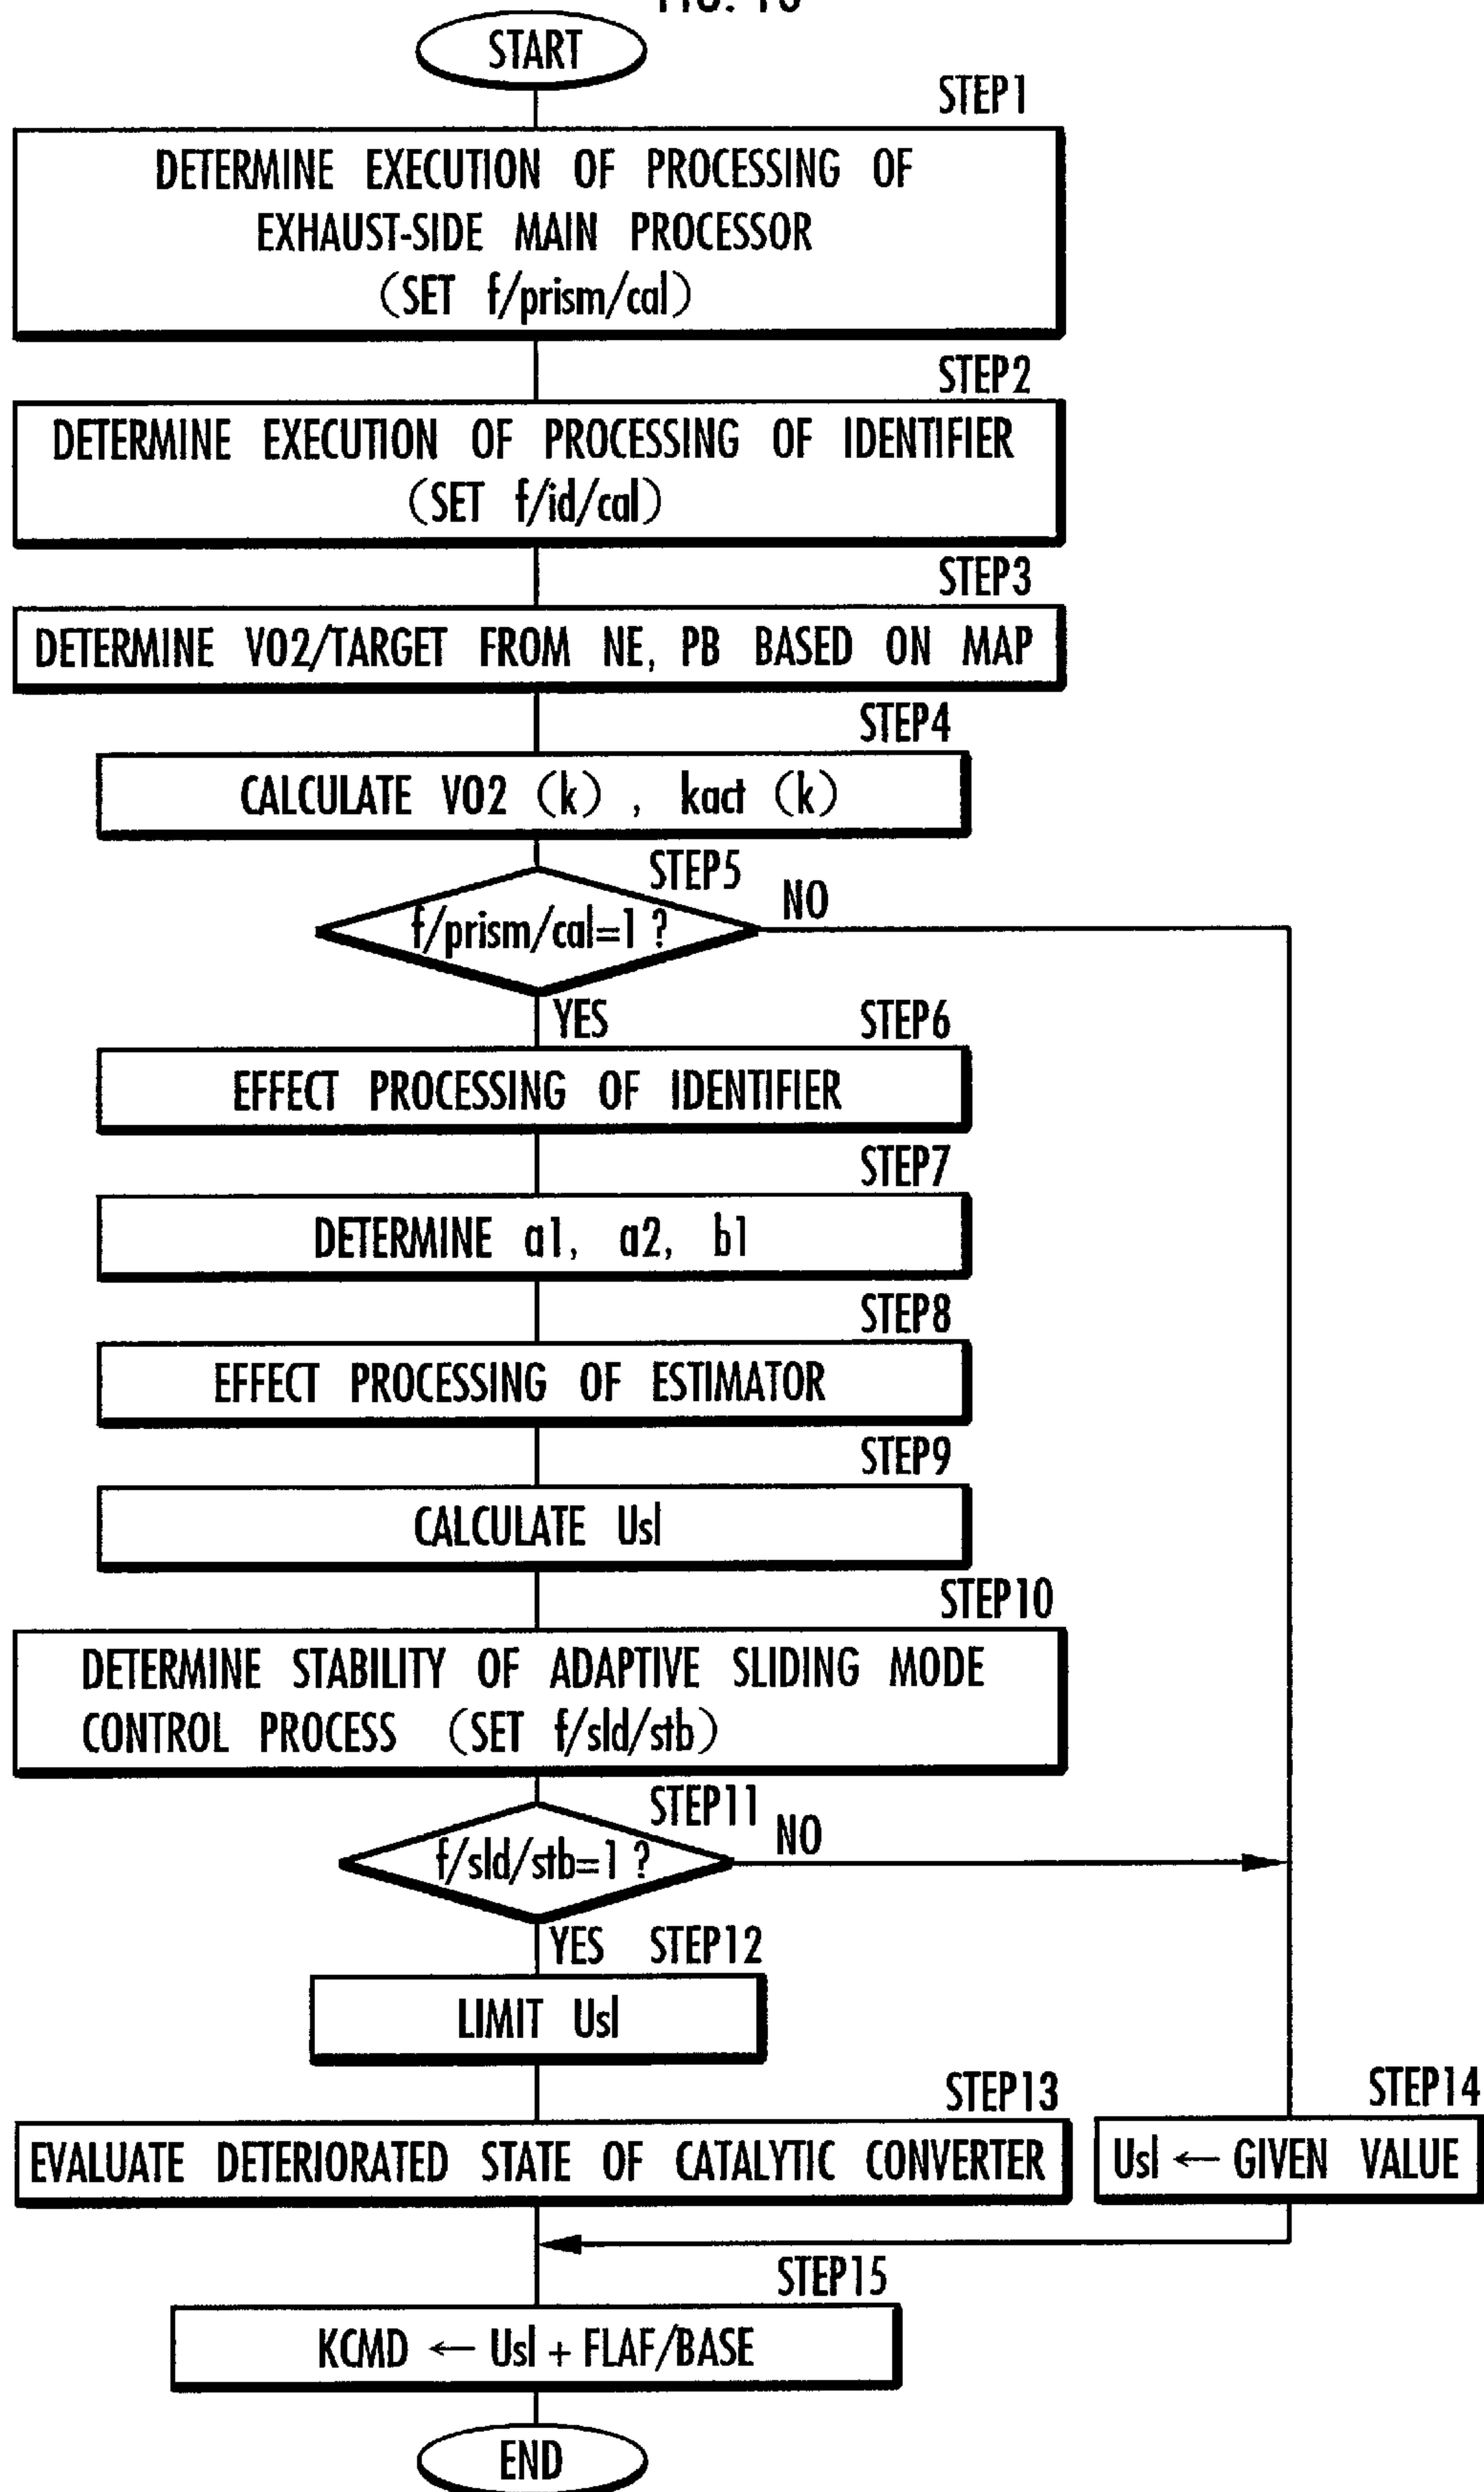 START
STEP1
DETERMINE EXECUTION OF PROCESSING OF
EXHAUST-SIDE MAIN PROCESSOR
(SET f/prism/cal)
STEP2
DETERMINE EXECUTION OF PROCESSING OF IDENTIFIER
(SET f/id/cal)
STEP3
DETERMINE VO2/TARGET FROM NE, PB BASED ON MAP
STEP4
CALCULATE VO2 (k) , kact (k)
STEP5
f/prism/cal=1 ?
NO
YES
STEP6
EFFECT PROCESSING OF IDENTIFIER
STEP7
DETERMINE a1, a2, b1
STEP8
EFFECT PROCESSING OF ESTIMATOR
STEP9
CALCULATE Usl
STEP10
DETERMINE STABILITY OF ADAPTIVE SLIDING MODE
CONTROL PROCESS (SET f/sld/stb)
STEP11
f/sld/stb=1 ?
NO
YES
STEP12
LIMIT Usl
STEP13
EVALUATE DETERIORATED STATE OF CATALYTIC CONVERTER
STEP14
Usl ← GIVEN VALUE
STEP15
KCMD ← Usl + FLAF/BASE
END